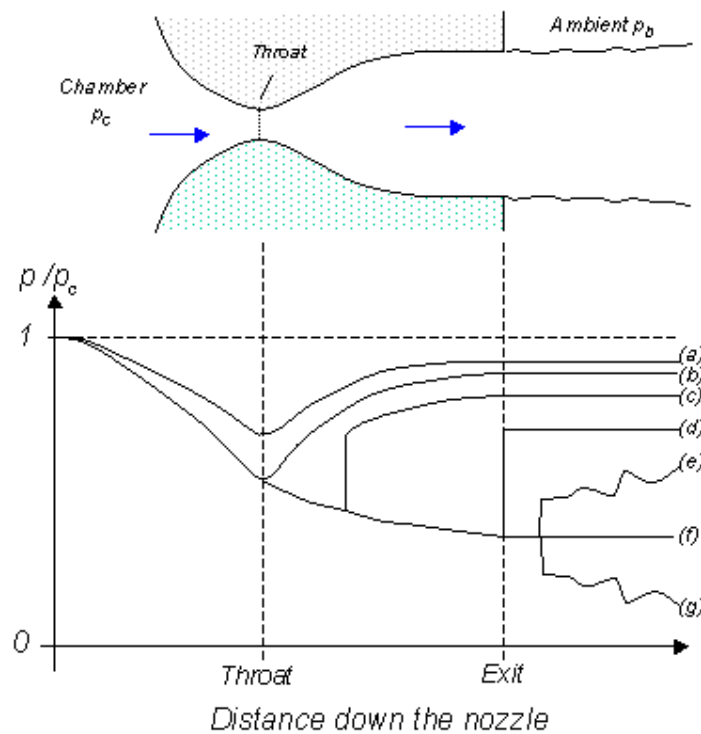 Ambient p_b
Throat
Chamber
p_c
p /p_c
1
(a)
(b)
(c)
(d)
(e)
(f)
(g)
0
Throat
Exit
Distance down the nozzle